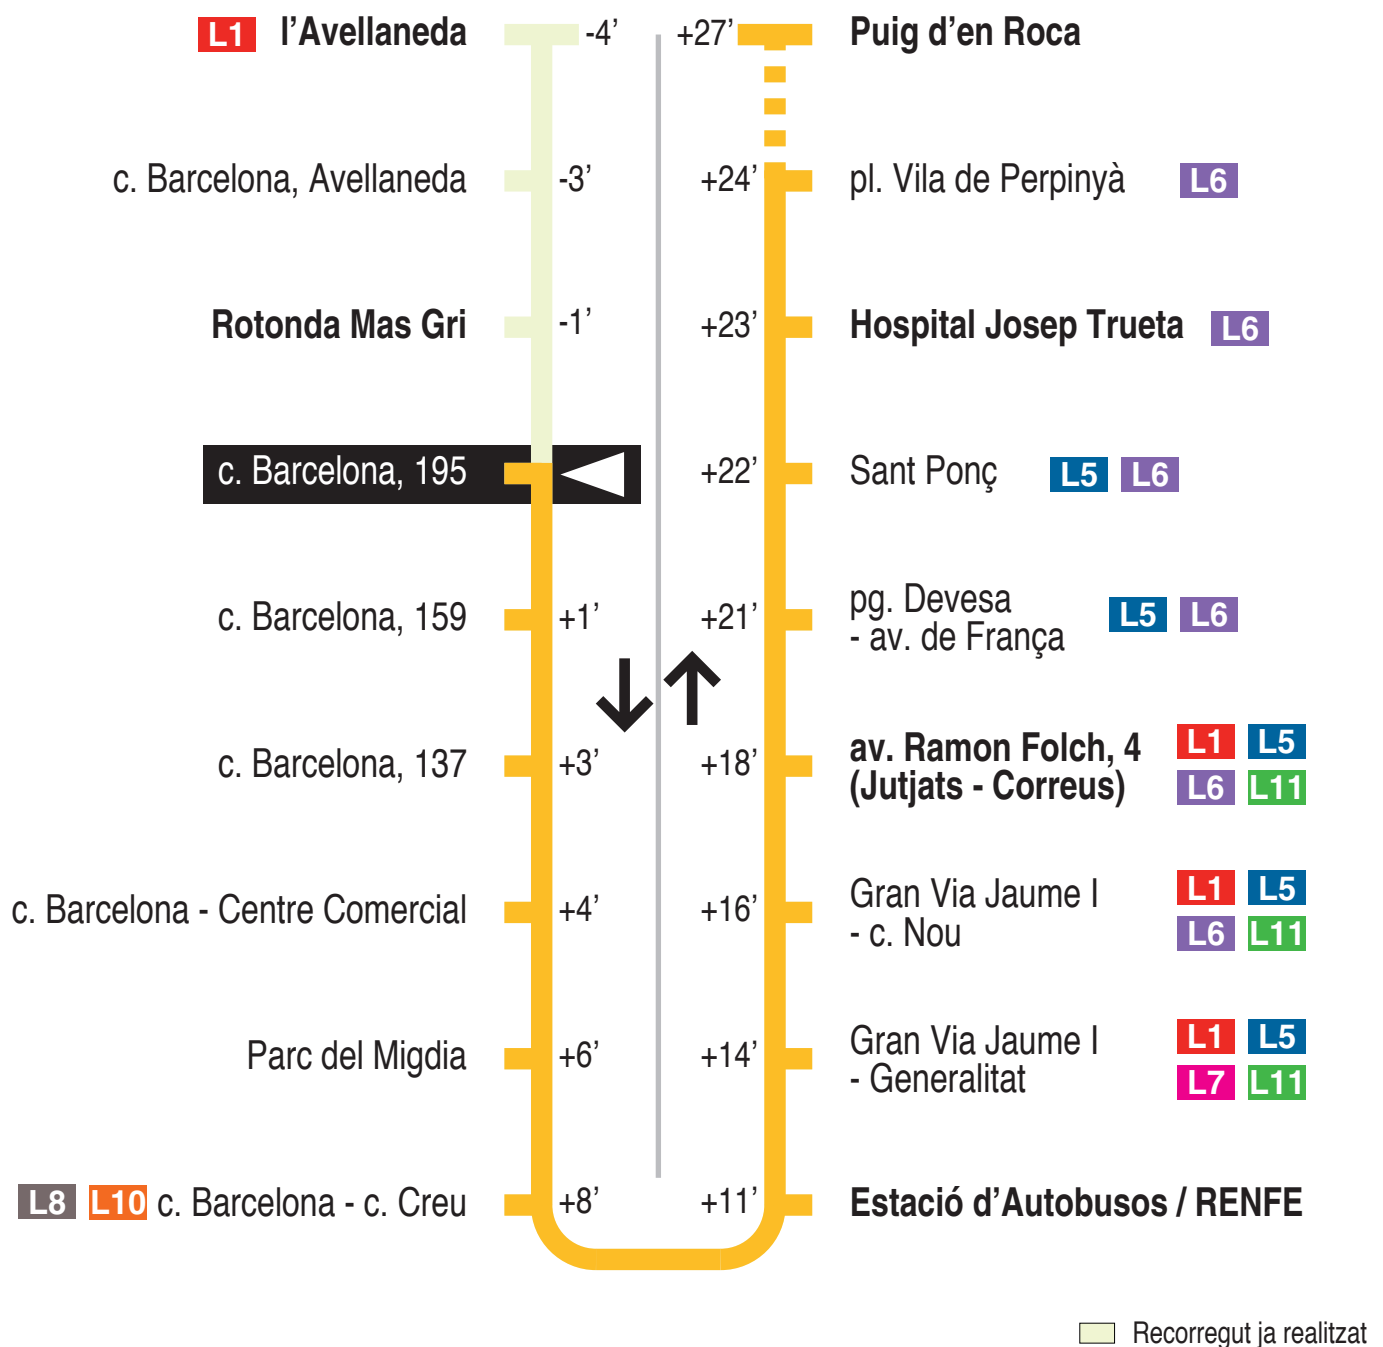 L1 l’Avellaneda -4’
c. Barcelona, Avellaneda -3’
Rotonda Mas Gri -1’
c. Barcelona, 195
c. Barcelona, 159 +1’
c. Barcelona, 137 +3’
c. Barcelona - Centre Comercial +4’
Parc del Migdia +6’
L8 L10 c. Barcelona - c. Creu +8’
+27’ Puig d’en Roca
+24’ pl. Vila de Perpinyà L6
+23’ Hospital Josep Trueta L6
+22’ Sant Ponç L5 L6
+21’ pg. Devesa L5 L6
- av. de França
+18’ av. Ramon Folch, 4 L1 L5
(Jutjats - Correus) L6 L11
+16’ Gran Via Jaume I L1 L5
- c. Nou L6 L11
+14’ Gran Via Jaume I L1 L5
- Generalitat L7 L11
+11’ Estació d’Autobusos / RENFE
Recorregut ja realitzat